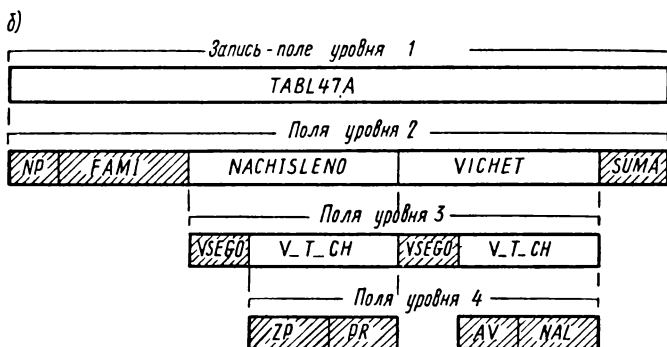 б)
Запись-поле уровня 1
TABL47A
Поля уровня 2
NP FAMI NACHISLENO VICHET SUMA
Поля уровня 3
VSEGO V_T_CH VSEGO V_T_CH
Поля уровня 4
ZP PR AV NAL